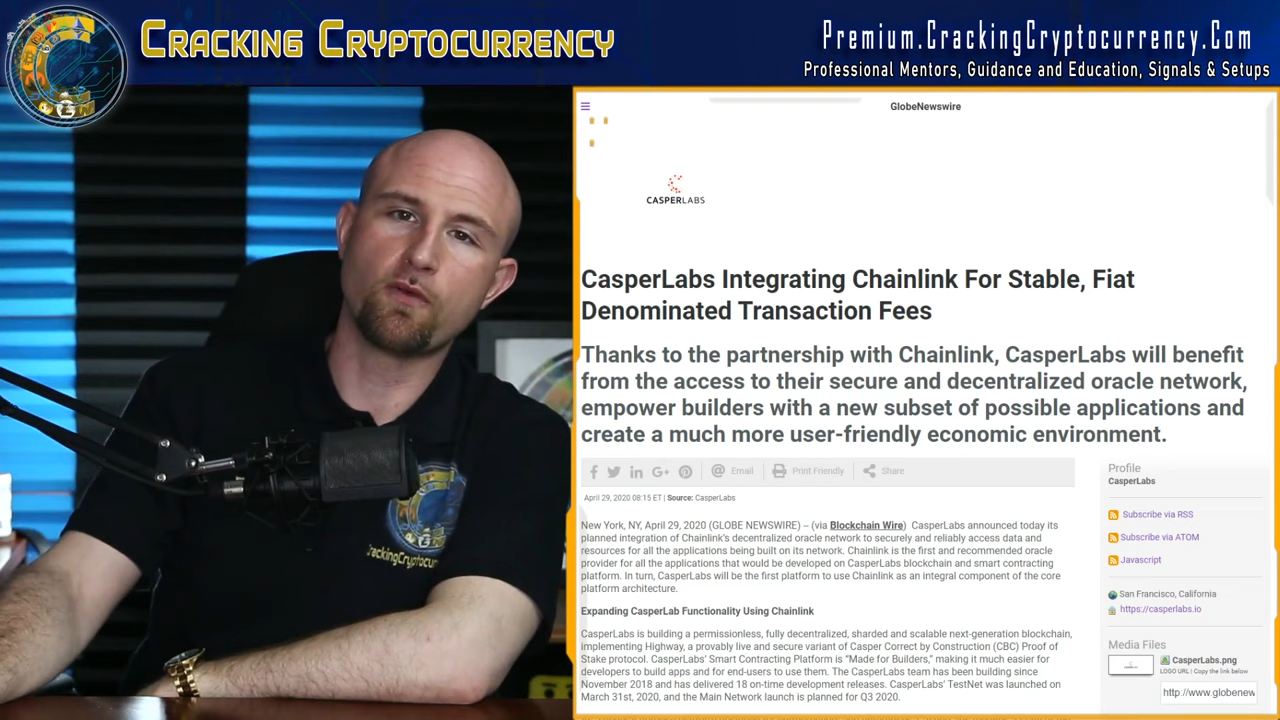 CRACKING CRYPTOCURRENCY
Premium.CrackingCryptocurrency.Com
Professional Mentors, Guidance and Education, Signals & Setups
GlobeNewswire
CASPERLABS
CasperLabs Integrating Chainlink For Stable, Fiat
Denominated Transaction Fees
Thanks to the partnership with Chainlink, CasperLabs will benefit
from the access to their secure and decentralized oracle network,
empower builders with a new subset of possible applications and
create a much more user-friendly economic environment.
Email
Print Friendly
Share
April 29, 2020 08:15 ET | Source: CasperLabs
New York, NY, April 29, 2020 (GLOBE NEWSWIRE) -- (via Blockchain Wire) CasperLabs announced today its
planned integration of Chainlink's decentralized oracle network to securely and reliably access data and
resources for all the applications being built on its network. Chainlink is the first and recommended oracle
provider for all the applications that would be developed on CasperLabs blockchain and smart contracting
platform. In turn, CasperLabs will be the first platform to use Chainlink as an integral component of the core
platform architecture.
Expanding CasperLab Functionality Using Chainlink
CasperLabs is building a permissionless, fully decentralized, sharded and scalable next-generation blockchain,
implementing Highway, a provably live and secure variant of Casper Correct by Construction (CBC) Proof of
Stake protocol. CasperLabs' Smart Contracting Platform is "Made for Builders," making it much easier for
developers to build apps and for end-users to use them. The CasperLabs team has been building since
November 2018 and has delivered 18 on-time development releases. CasperLabs' TestNet was launched on
March 31st, 2020, and the Main Network launch is planned for Q3 2020.
Profile
CasperLabs
Subscribe via RSS
Subscribe via ATOM
Javascript
San Francisco, California
https://casperlabs.io
Media Files
CasperLabs.png
LOGO URL | Copy the link below
http://www.globenew